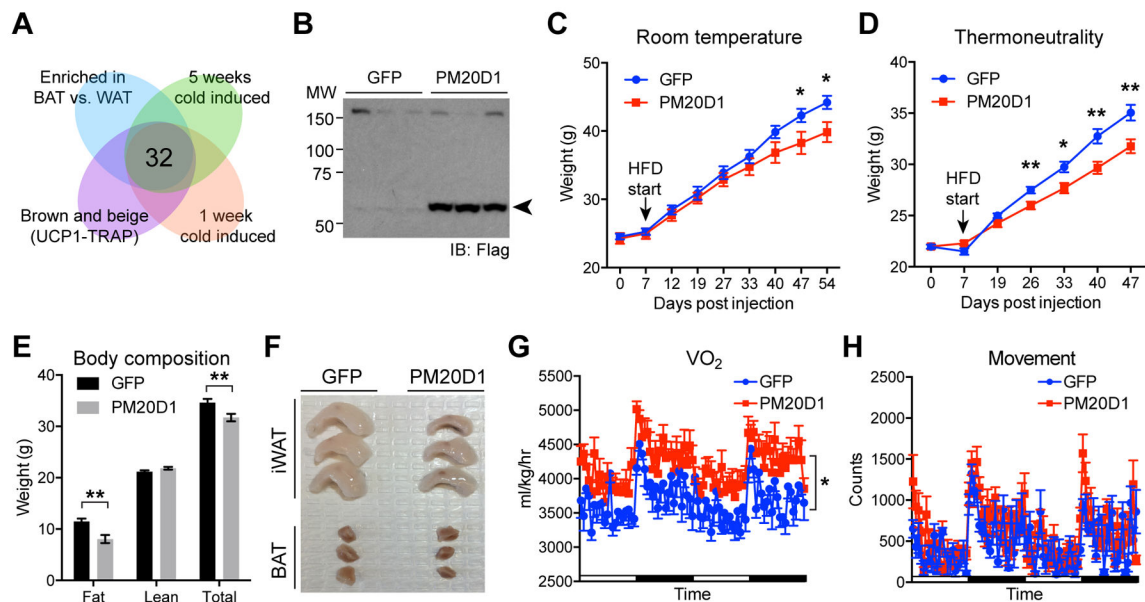 A
Enriched in
BAT vs. WAT
5 weeks
cold induced
32
Brown and beige
(UCP1-TRAP)
1 week
cold induced
B
GFP PM20D1
MW
150
100
75
50
IB: Flag
C
Room temperature
GFP
PM20D1
Weight (g)
40
30
20
HFD
start
* *
0 7 12 19 27 33 40 47 54
Days post injection
D
Thermoneutrality
GFP
PM20D1
Weight (g)
40
35
30
25
20
HFD
start
** * ** **
0 7 19 26 33 40 47
Days post injection
E
Body composition
GFP
PM20D1
Weight (g)
40
30
20
10
0
** **
Fat Lean Total
F
GFP PM20D1
iWAT
BAT
G
VO2
GFP
PM20D1
ml/kg/hr
5500
5000
4500
4000
3500
3000
2500
*
Time
H
Movement
GFP
PM20D1
Counts
2500
2000
1500
1000
500
0
Time